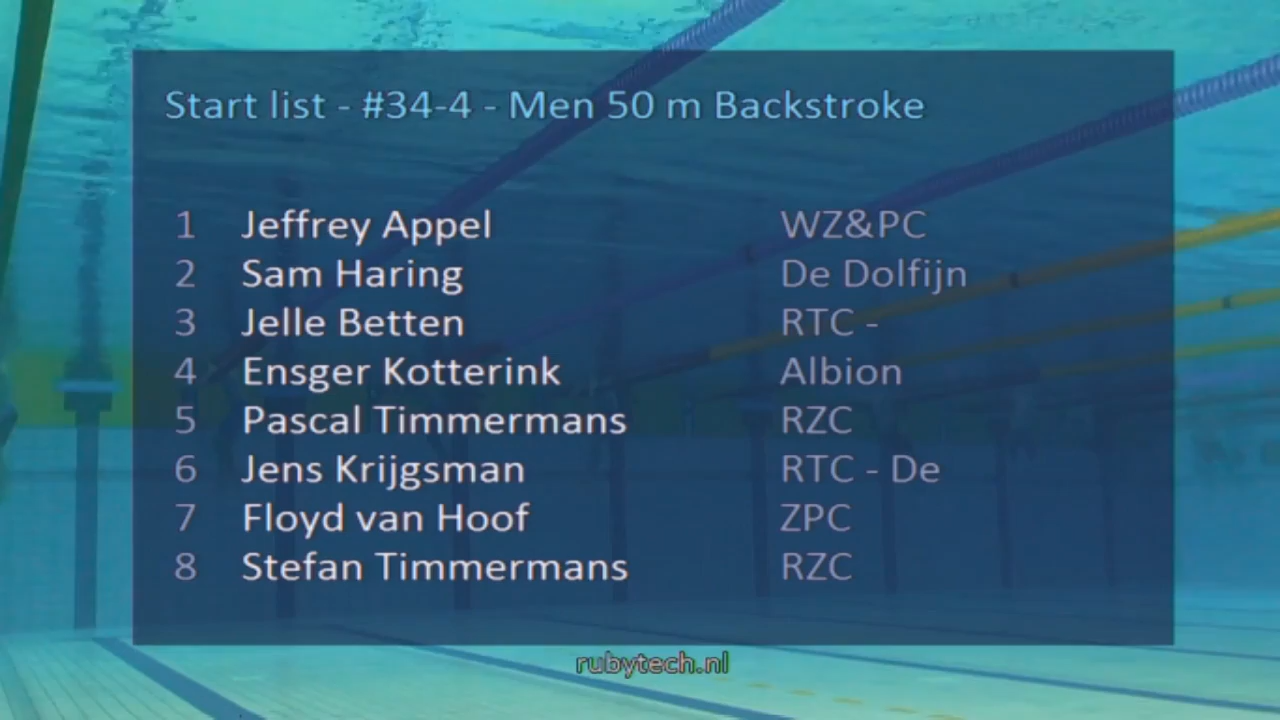 Start list - #34-4 - Men 50 m Backstroke
1 Jeffrey Appel WZ&PC
2 Sam Haring De Dolfijn
3 Jelle Betten RTC -
4 Ensger Kotterink Albion
5 Pascal Timmermans RZC
6 Jens Krijgsman RTC - De
7 Floyd van Hoof ZPC
8 Stefan Timmermans RZC
rubytech.nl